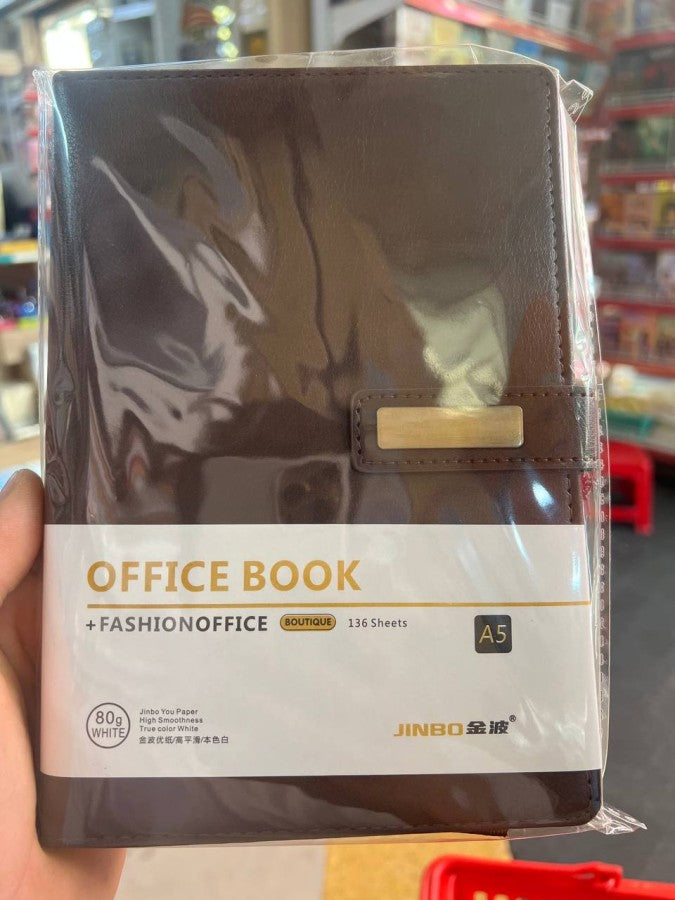 OFFICE BOOK
+FASHIONOFFICE BOUTIQUE 136 Sheets
A5
80g
WHITE
Jinbo You Paper
High Smoothness
True color White
金波优纸/高平滑/本色白
JINBO金波®